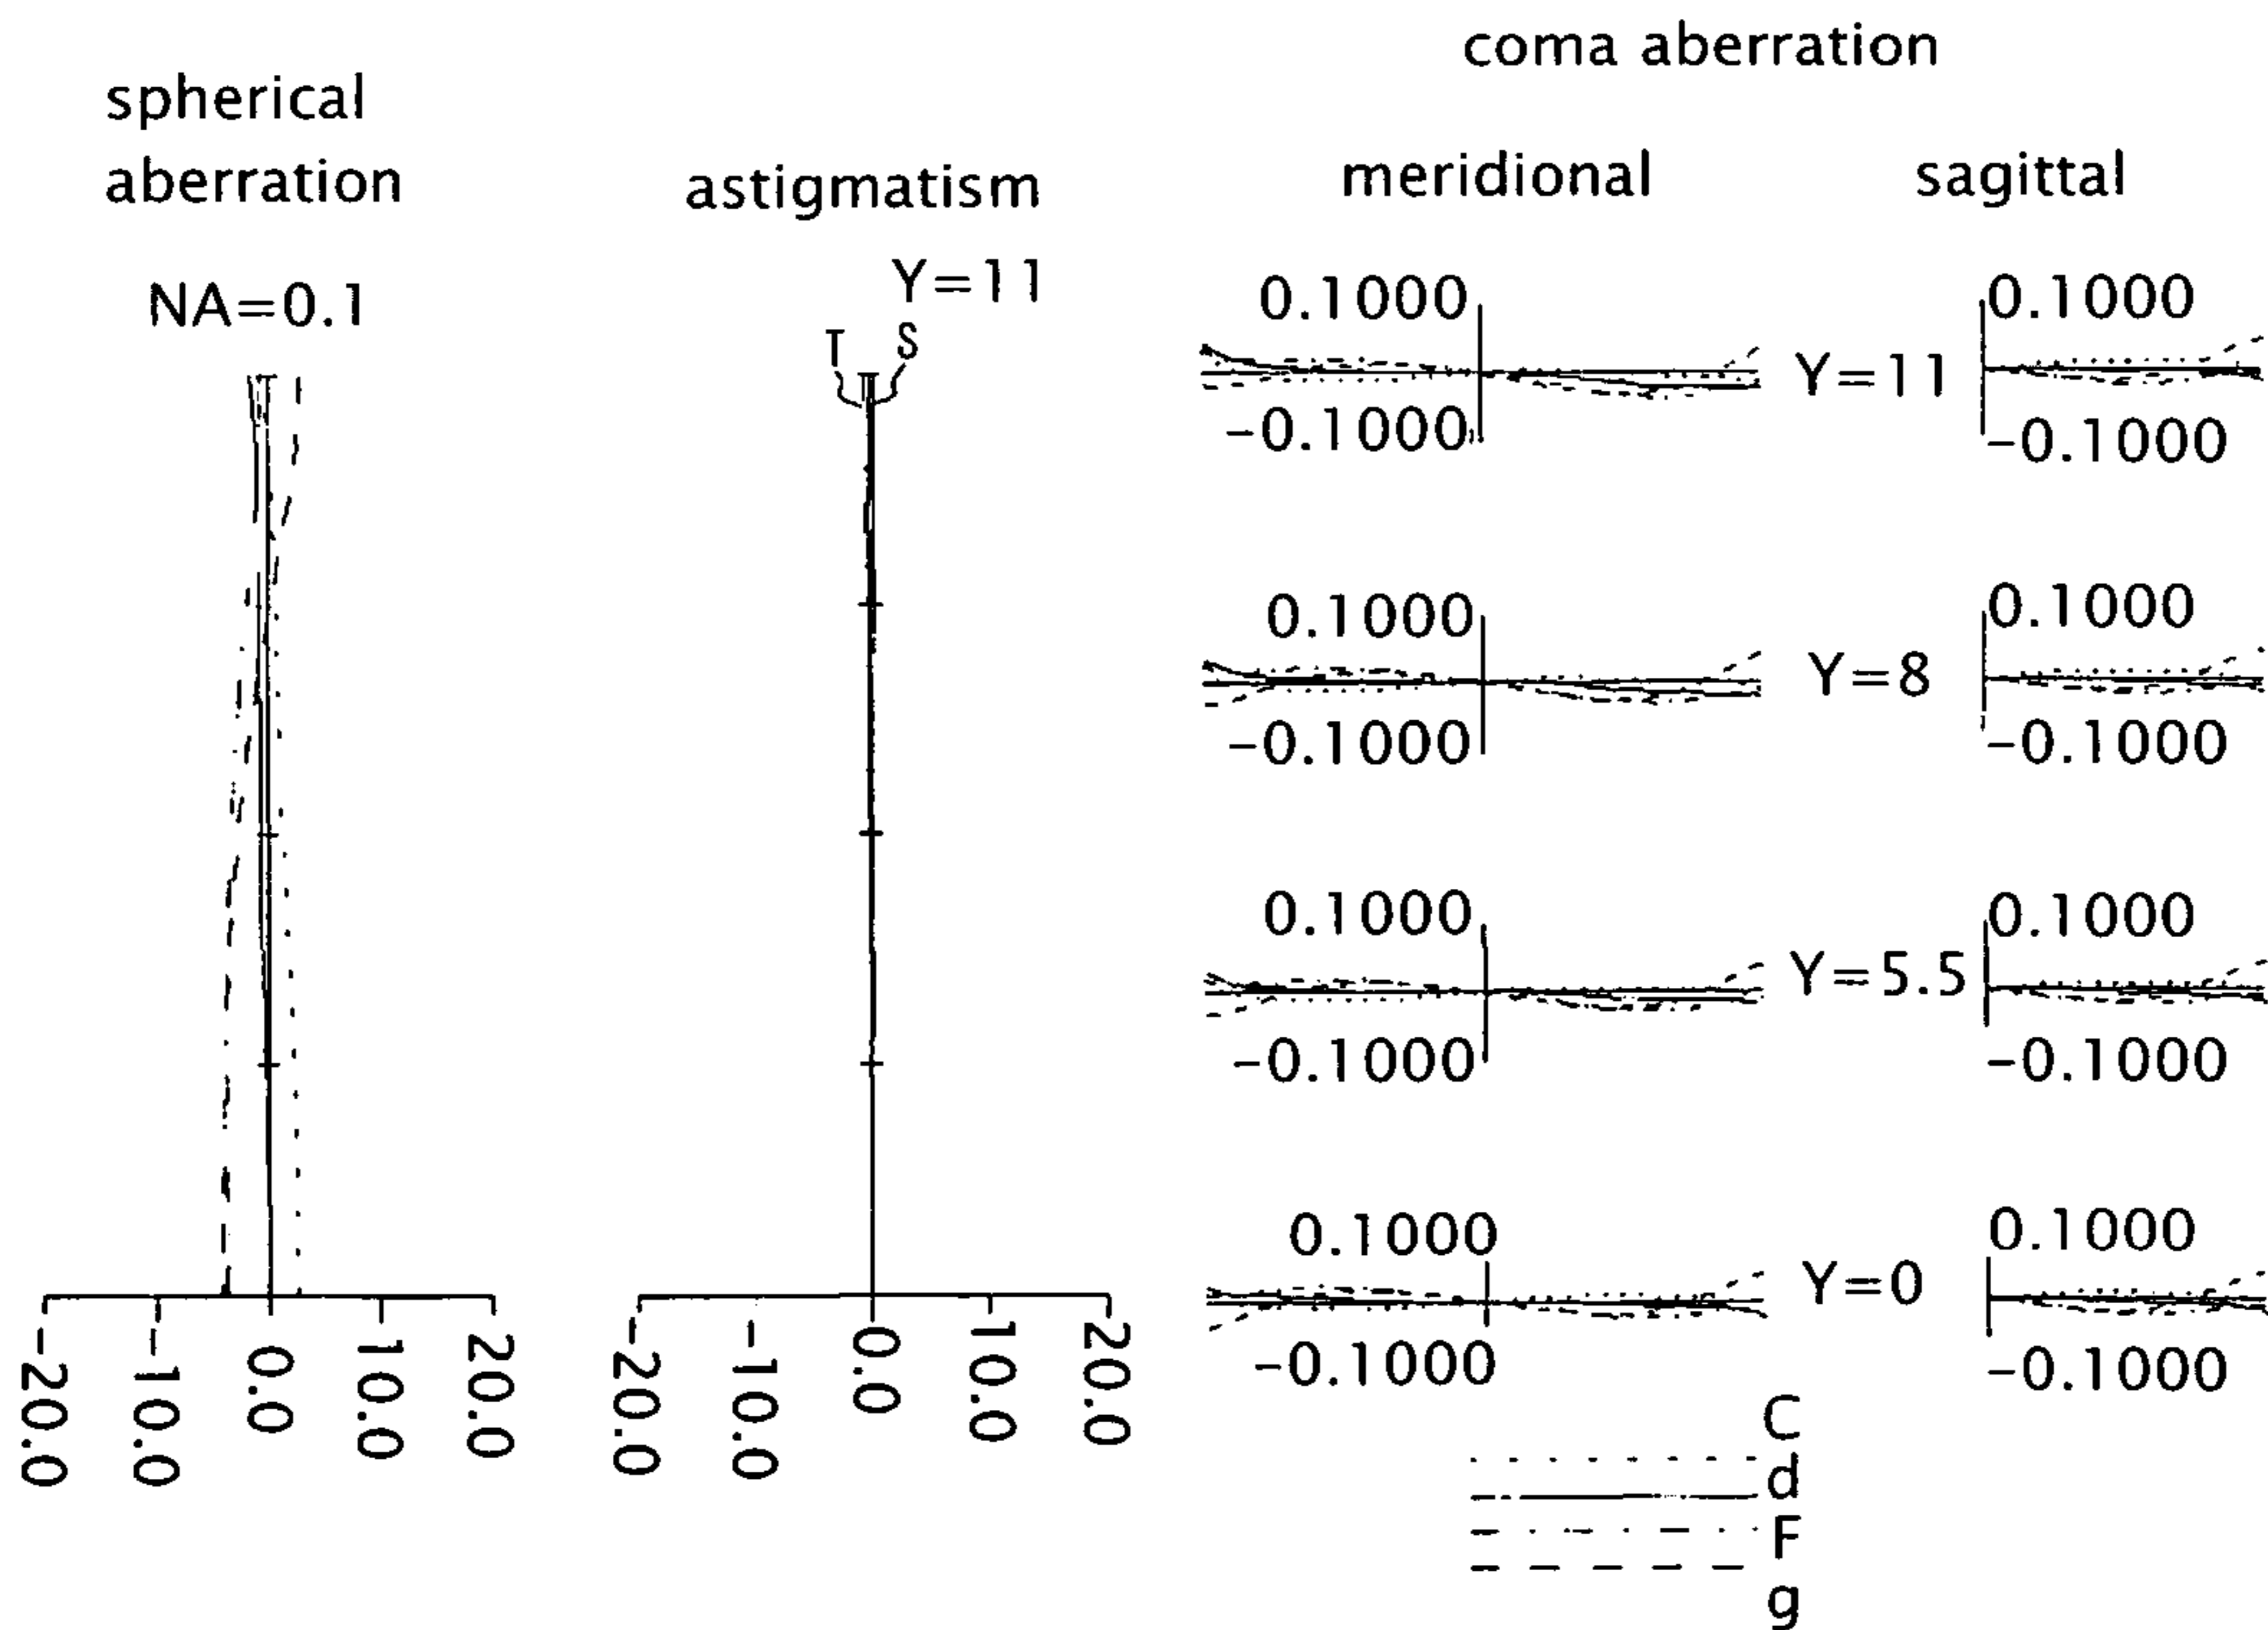 coma aberration
spherical
aberration
astigmatism
meridional
sagittal
NA=0.1
Y=11
T
S
0.1000
-0.1000
Y=11
0.1000
-0.1000
0.1000
-0.1000
Y=8
0.1000
-0.1000
0.1000
-0.1000
Y=5.5
0.1000
-0.1000
0.1000
-0.1000
Y=0
0.1000
-0.1000
-20.0
-10.0
0.0
10.0
20.0
-20.0
-10.0
0.0
10.0
20.0
C
d
F
g